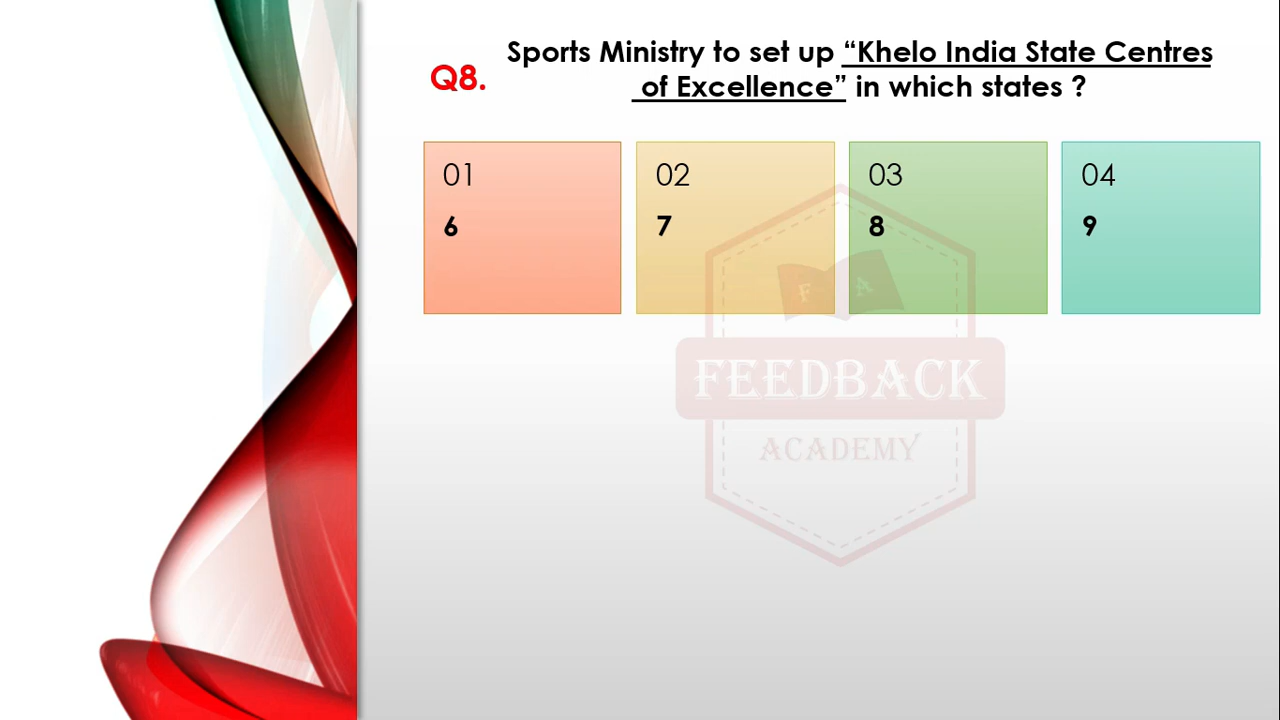 Q8.
Sports Ministry to set up “Khelo India State Centres
of Excellence” in which states ?
01
6
02
7
03
8
04
9
F A
FEEDBACK
ACADEMY